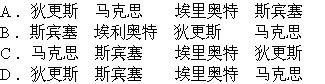 A．狄更斯　马克思　　埃里奥特　斯宾塞
B．斯宾塞　埃利奥特　狄更斯　　马克思
C．马克思　斯宾塞　　埃里奥特　狄更斯
D．狄更斯　斯宾塞　　埃里奥特　马克思